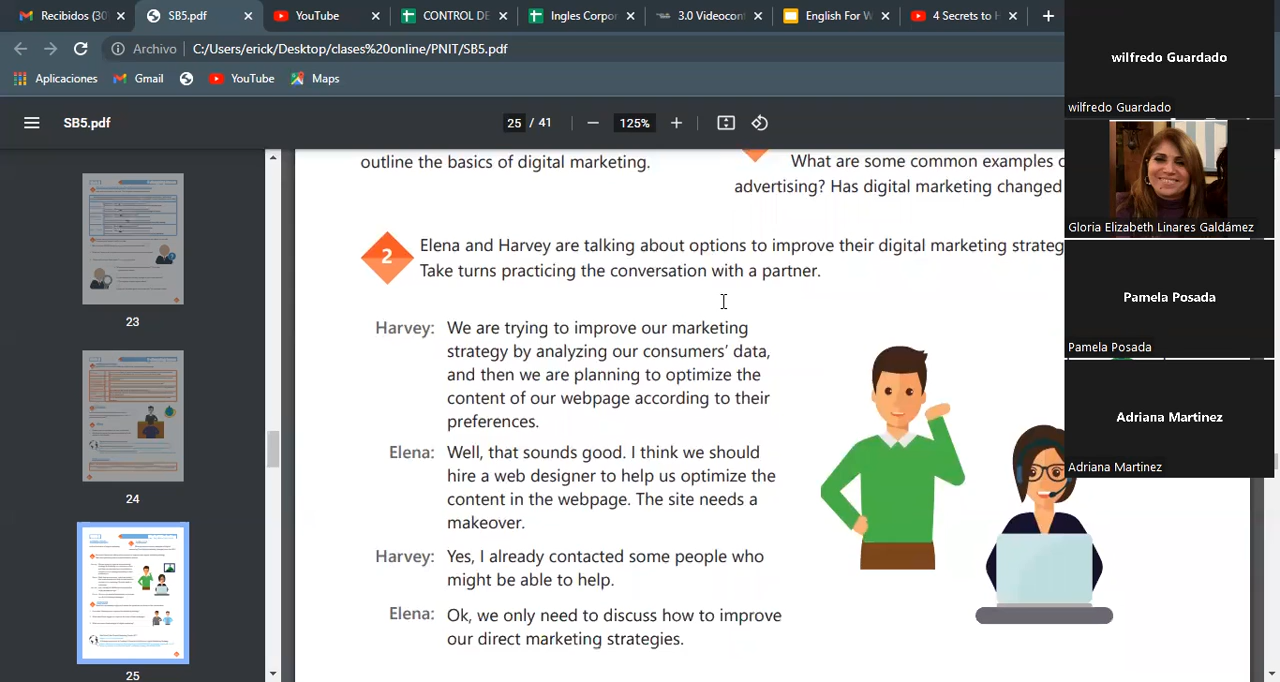 Recibidos (30
SB5.pdf
YouTube
CONTROL DE
Ingles Corpo
3.0 Videocon
English For W
4 Secrets to H
Archivo
C:/Users/erick/Desktop/clases%20online/PNIT/SB5.pdf
Aplicaciones
Gmail
YouTube
Maps
SB5.pdf
25 / 41
125%
23
24
25
outline the basics of digital marketing.
What are some common examples o
advertising? Has digital marketing changed
2
Elena and Harvey are talking about options to improve their digital marketing strateg
Take turns practicing the conversation with a partner.
Harvey: We are trying to improve our marketing
strategy by analyzing our consumers’ data,
and then we are planning to optimize the
content of our webpage according to their
preferences.
Elena: Well, that sounds good. I think we should
hire a web designer to help us optimize the
content in the webpage. The site needs a
makeover.
Harvey: Yes, I already contacted some people who
might be able to help.
Elena: Ok, we only need to discuss how to improve
our direct marketing strategies.
wilfredo Guardado
wilfredo Guardado
Gloria Elizabeth Linares Galdámez
Pamela Posada
Pamela Posada
Adriana Martinez
Adriana Martinez